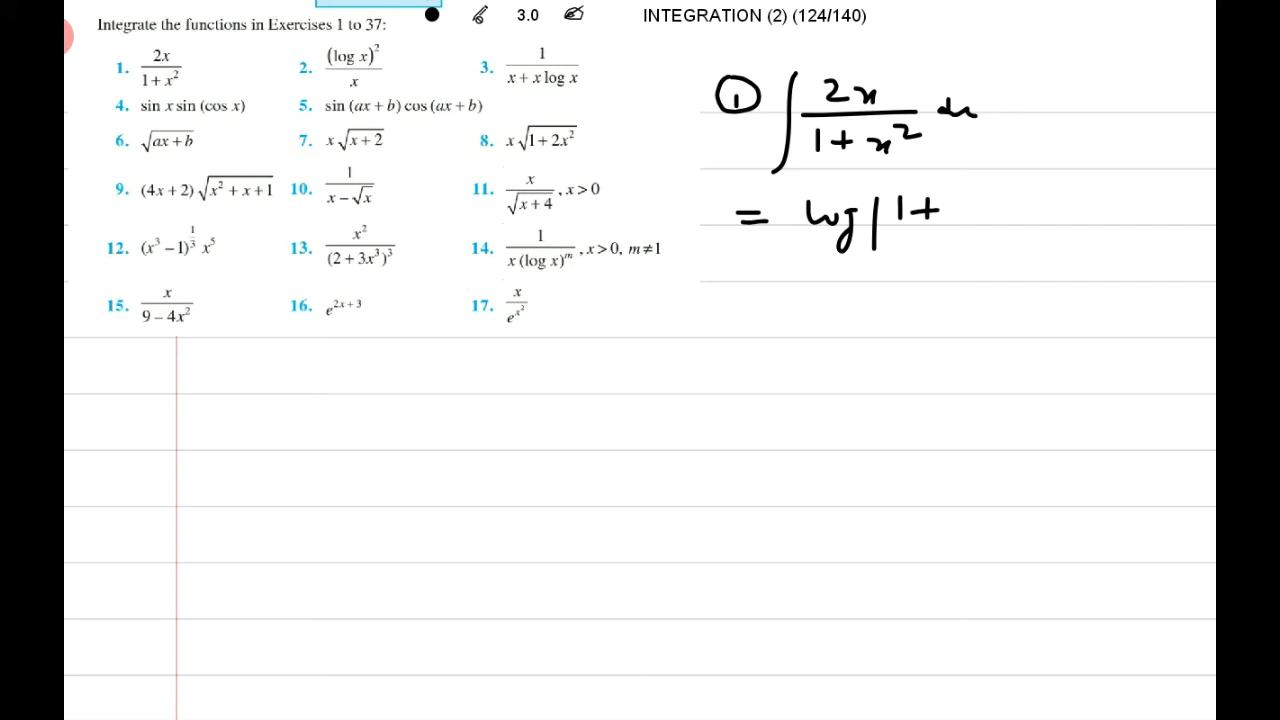 3.0 INTEGRATION (2) (124/140)
Integrate the functions in Exercises 1 to 37:
1. 2x / 1 + x² 2. (log x)² / x 3. 1 / x + x log x
4. sin x sin (cos x) 5. sin (ax + b) cos (ax + b)
6. √ax + b 7. x √x + 2 8. x √1 + 2x²
9. (4x + 2) √x² + x + 1 10. 1 / x – √x 11. x / √x + 4 , x > 0
12. (x³ – 1)^1/3 x⁵ 13. x² / (2 + 3x³)³ 14. 1 / x (log x)^m , x > 0, m ≠ 1
15. x / 9 – 4x² 16. e^2x + 3 17. x / e^x²
① ∫ 2x / 1 + x² dx
= log | 1 +